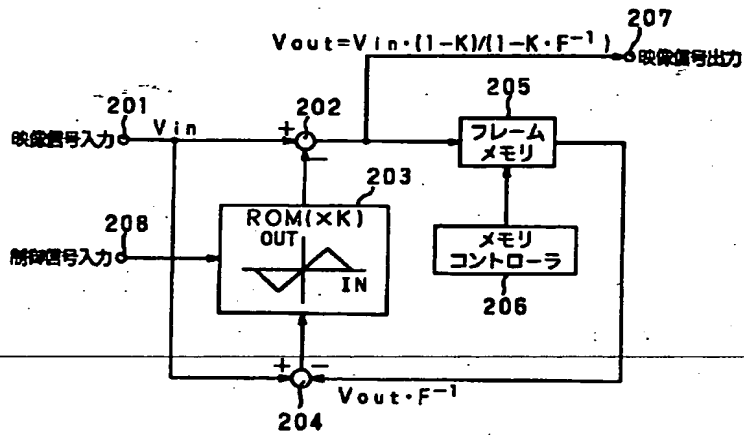 Vout=Vin·(1-K)/(1-K·F⁻¹)
207
映像信号出力
201
Vin
映像信号入力
+
202
−
205
フレーム
メモリ
203
ROM(×K)
OUT
IN
208
制御信号入力
メモリ
コントローラ
206
+
−
204
Vout·F⁻¹